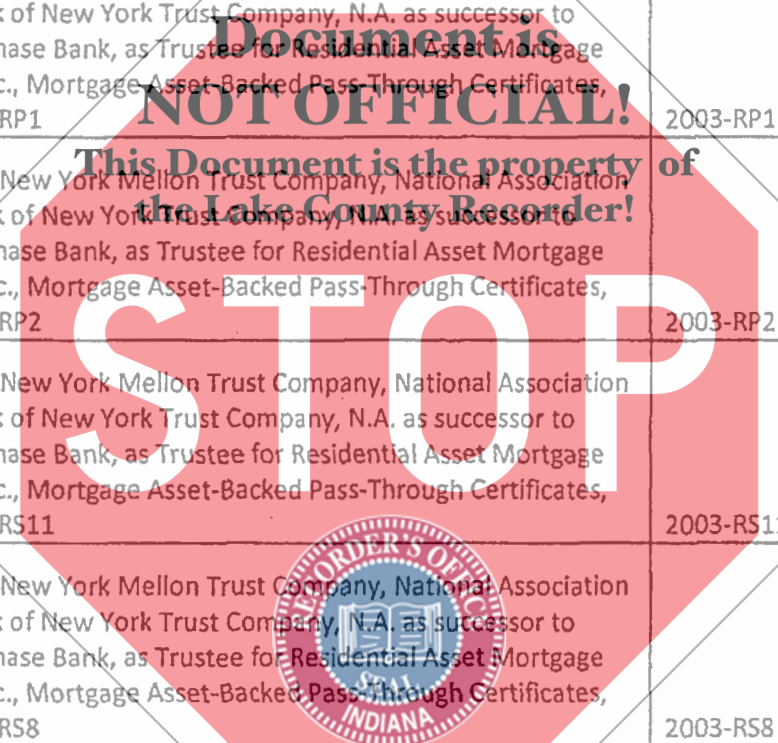 of New York Trust Company, N.A. as successor to
Document is
hase Bank, as Trustee for Residential Asset Mortgage
c., Mortgage Asset-Backed Pass-Through Certificates,
NOT OFFICIAL!
RP1 2003-RP1
This Document is the property of
New York Mellon Trust Company, National Association
the Lake County Recorder!
of New York Trust Company, N.A. as successor to
hase Bank, as Trustee for Residential Asset Mortgage
c., Mortgage Asset-Backed Pass-Through Certificates,
RP2 2003-RP2
STOP
New York Mellon Trust Company, National Association
of New York Trust Company, N.A. as successor to
hase Bank, as Trustee for Residential Asset Mortgage
c., Mortgage Asset-Backed Pass-Through Certificates,
RS11 2003-RS11
RECORDER'S OFFICE
New York Mellon Trust Company, National Association
of New York Trust Company, N.A. as successor to
hase Bank, as Trustee for Residential Asset Mortgage
SEAL
c., Mortgage Asset-Backed Pass-Through Certificates,
INDIANA
RS8 2003-RS8